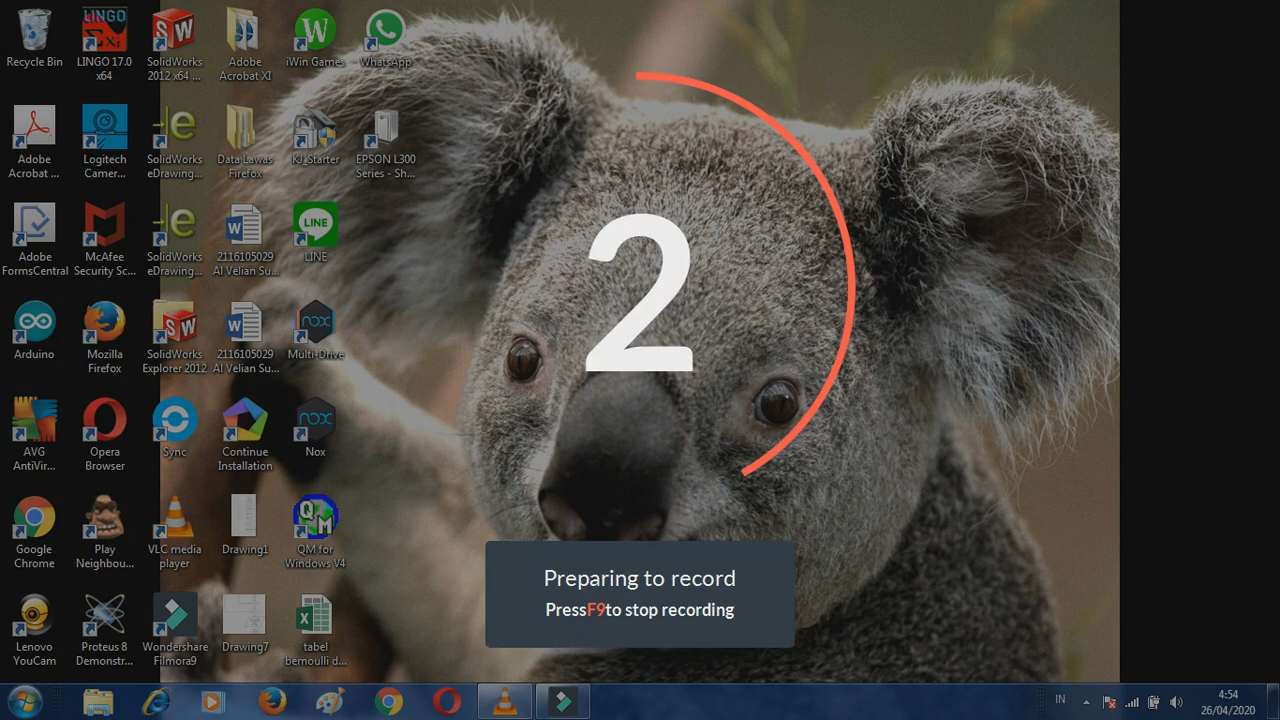 Recycle Bin
LINGO
LINGO 17.0
x64
SolidWorks
2012 x64 ...
Adobe
Acrobat XI
iWin Games
WhatsApp
Adobe
Acrobat ...
Logitech
Camer...
SolidWorks
eDrawing...
Data Lawas
Firefox
KJ_Starter
EPSON L300
Series - Sh...
Adobe
FormsCentral
McAfee
Security Sc...
SolidWorks
eDrawing...
2116105029
Al Velian Su...
LINE
LINE
Arduino
Mozilla
Firefox
SolidWorks
Explorer 2012
2116105029
Al Velian Su...
nox
Multi-Drive
AVG
AntiVir...
Opera
Browser
Sync
Continue
Installation
nox
Nox
Google
Chrome
Play
Neighbou...
VLC media
player
Drawing1
QM
QM for
Windows V4
Lenovo
YouCam
Proteus 8
Demonstr...
Wondershare
Filmora9
Drawing7
tabel
bernoulli d...
2
Preparing to record
PressF9to stop recording
IN
4:54
26/04/2020